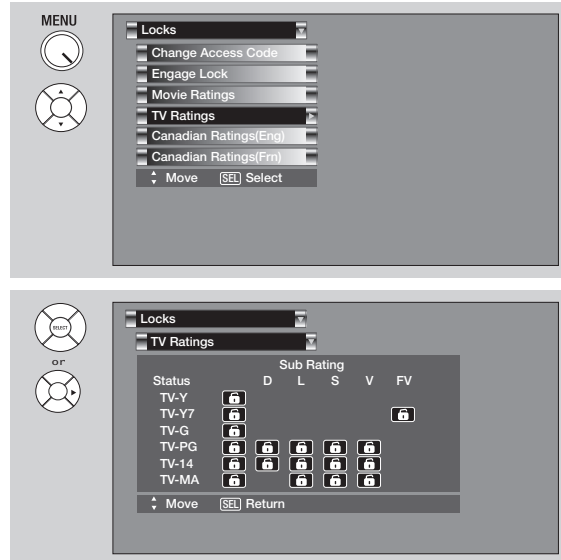 MENU
Locks
Change Access Code
Engage Lock
Movie Ratings
TV Ratings
Canadian Ratings(Eng)
Canadian Ratings(Frn)
Move SEL Select
SELECT
or
Locks
TV Ratings
Sub Rating
Status D L S V FV
TV-Y
TV-Y7
TV-G
TV-PG
TV-14
TV-MA
Move SEL Return